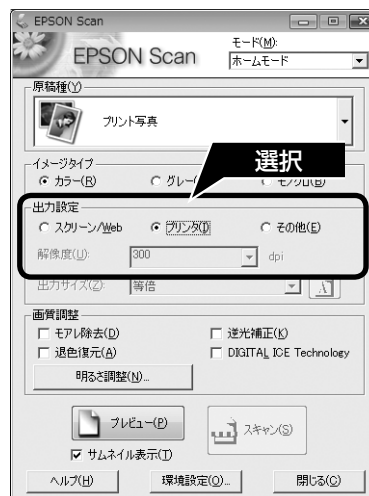 EPSON Scan
EPSON Scan
モード(M):
ホームモード
原稿種(Y)
プリント写真
イメージタイプ
カラー(R)
選択
出力設定
スクリーン/Web プリンタ(I) その他(E)
解像度(U): 300 dpi
出力サイズ(Z): 等倍
画質調整
モアレ除去(D) 逆光補正(K)
退色復元(A) DIGITAL ICE Technology
明るさ調整(N)...
プレビュー(P) スキャン(S)
サムネイル表示(T)
ヘルプ(H) 環境設定(O)... 閉じる(C)